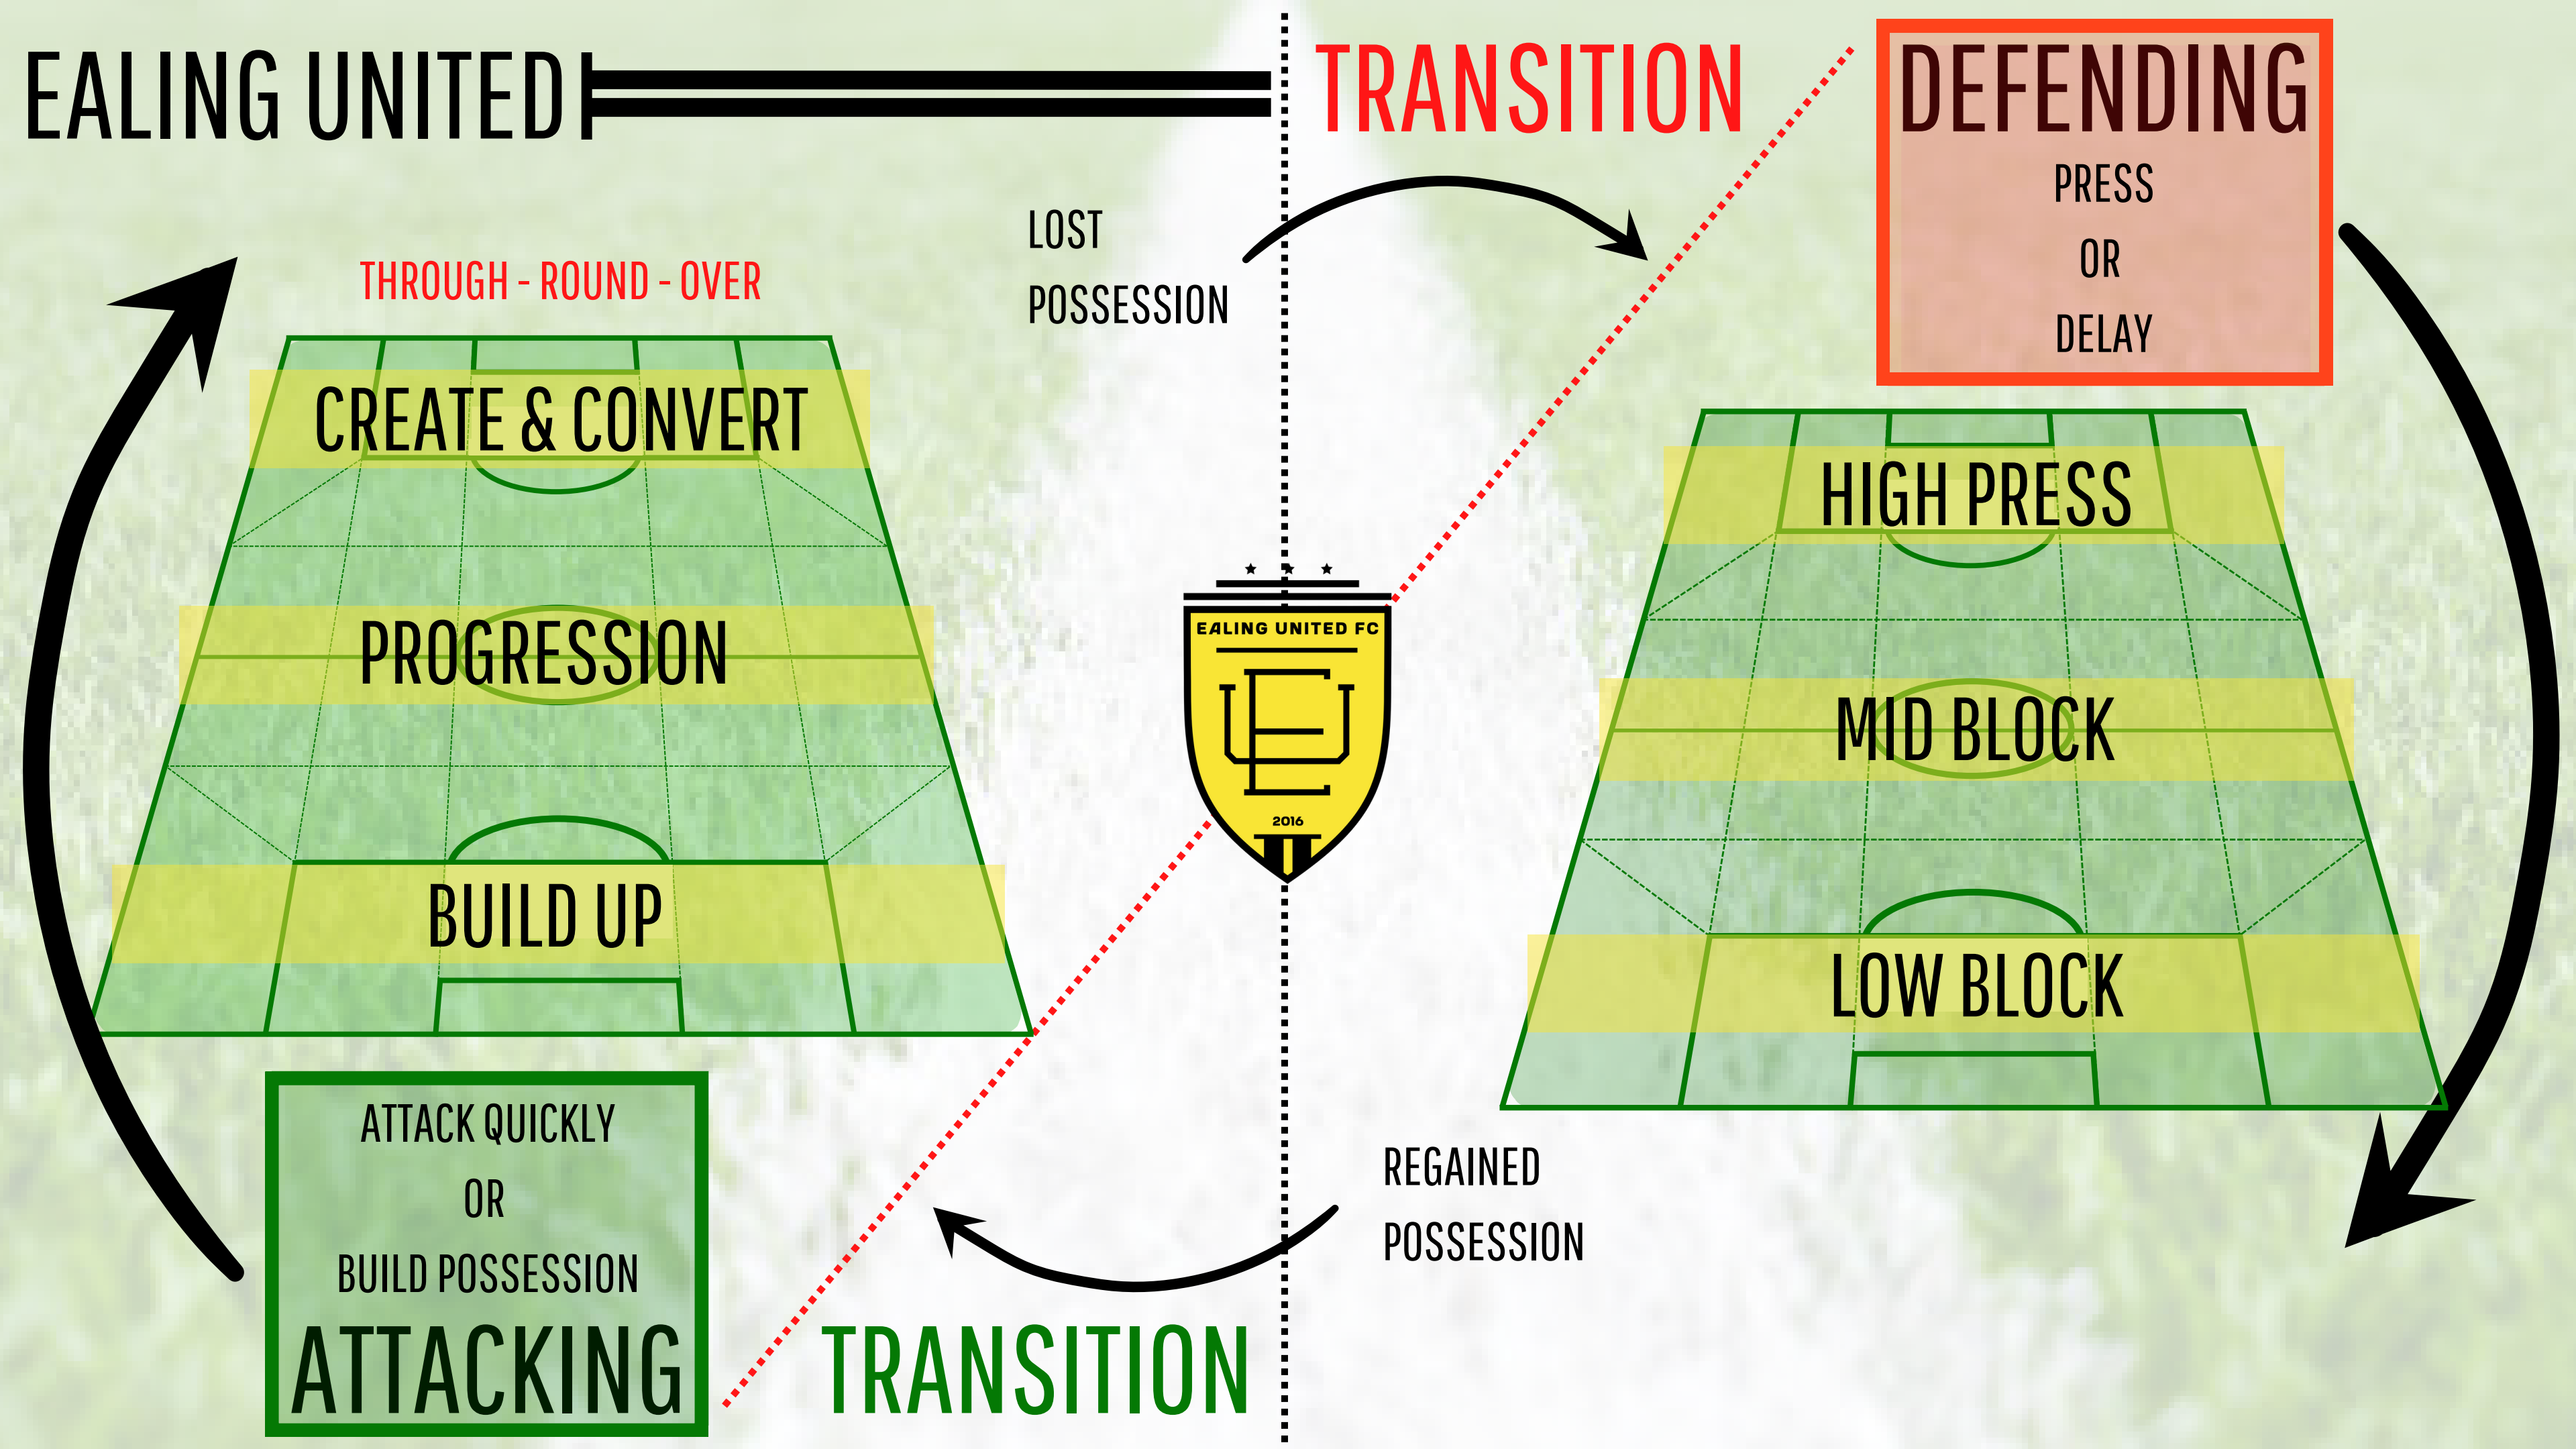 EALING UNITED
TRANSITION
DEFENDING
PRESS
OR
DELAY
LOST
POSSESSION
THROUGH - ROUND - OVER
CREATE & CONVERT
PROGRESSION
BUILD UP
EALING UNITED FC
UE
2016
HIGH PRESS
MID BLOCK
LOW BLOCK
ATTACK QUICKLY
OR
BUILD POSSESSION
ATTACKING
REGAINED
POSSESSION
TRANSITION